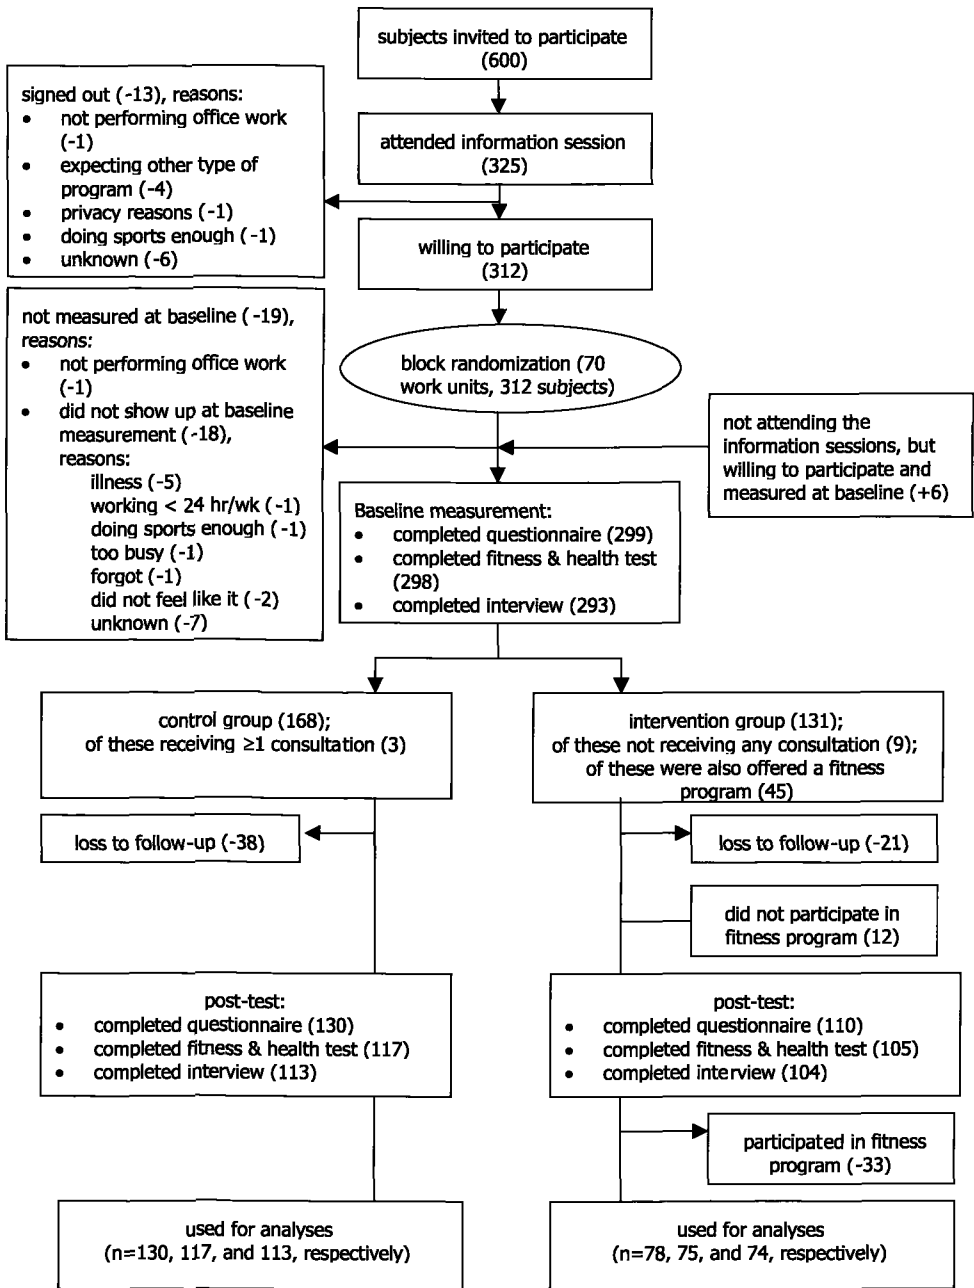 subjects invited to participate
(600)
attended information session
(325)
signed out (-13), reasons:
• not performing office work
(-1)
• expecting other type of
program (-4)
• privacy reasons (-1)
• doing sports enough (-1)
• unknown (-6)
willing to participate
(312)
block randomization (70
work units, 312 subjects)
not measured at baseline (-19),
reasons:
• not performing office work
(-1)
• did not show up at baseline
measurement (-18),
reasons:
illness (-5)
working < 24 hr/wk (-1)
doing sports enough (-1)
too busy (-1)
forgot (-1)
did not feel like it (-2)
unknown (-7)
not attending the
information sessions, but
willing to participate and
measured at baseline (+6)
Baseline measurement:
• completed questionnaire (299)
• completed fitness & health test
(298)
• completed interview (293)
control group (168);
of these receiving ≥1 consultation (3)
intervention group (131);
of these not receiving any consultation (9);
of these were also offered a fitness
program (45)
loss to follow-up (-38)
loss to follow-up (-21)
did not participate in
fitness program (12)
post-test:
• completed questionnaire (130)
• completed fitness & health test (117)
• completed interview (113)
post-test:
• completed questionnaire (110)
• completed fitness & health test (105)
• completed interview (104)
participated in fitness
program (-33)
used for analyses
(n=130, 117, and 113, respectively)
used for analyses
(n=78, 75, and 74, respectively)